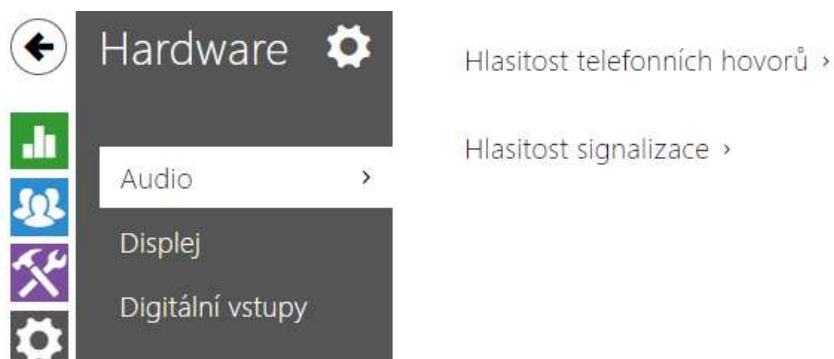 Hardware
Audio
Displej
Digitální vstupy
Hlasitost telefonních hovorů
Hlasitost signalizace